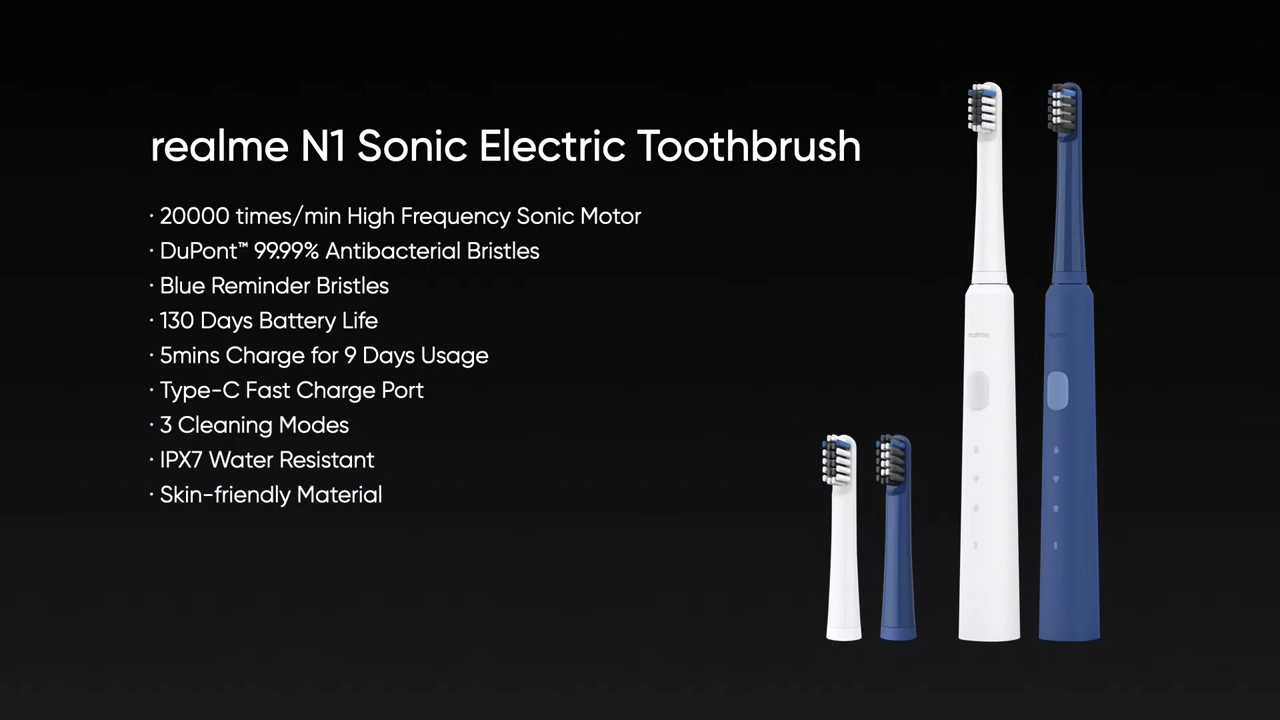 realme N1 Sonic Electric Toothbrush
· 20000 times/min High Frequency Sonic Motor
· DuPont™ 99.99% Antibacterial Bristles
· Blue Reminder Bristles
· 130 Days Battery Life
· 5mins Charge for 9 Days Usage
· Type-C Fast Charge Port
· 3 Cleaning Modes
· IPX7 Water Resistant
· Skin-friendly Material
realme
realme